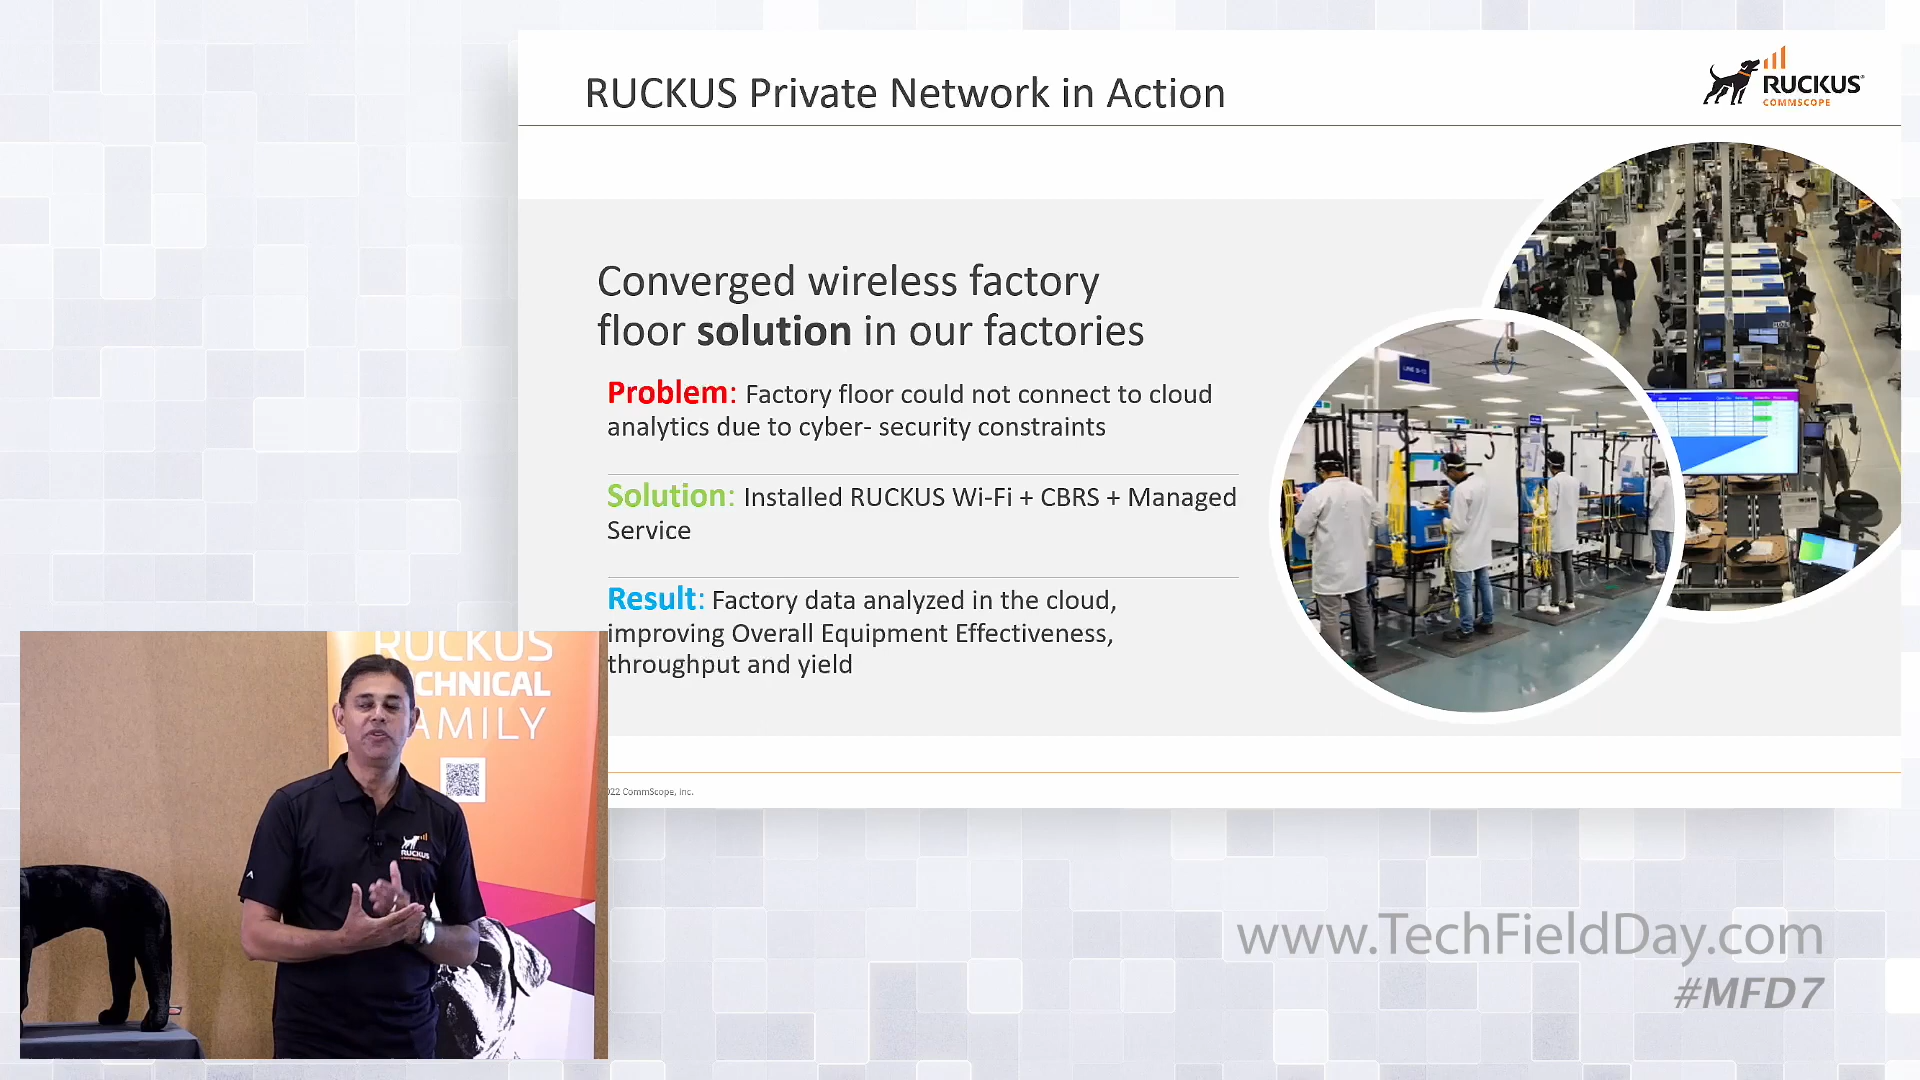 RUCKUS Private Network in Action
RUCKUS
COMMSCOPE
Converged wireless factory
floor solution in our factories
Problem: Factory floor could not connect to cloud
analytics due to cyber- security constraints
Solution: Installed RUCKUS Wi-Fi + CBRS + Managed
Service
Result: Factory data analyzed in the cloud,
improving Overall Equipment Effectiveness,
throughput and yield
22 CommScope, Inc.
RUCKUS
CHNICAL
AMILY
RUCKUS
www.TechFieldDay.com
#MFD7